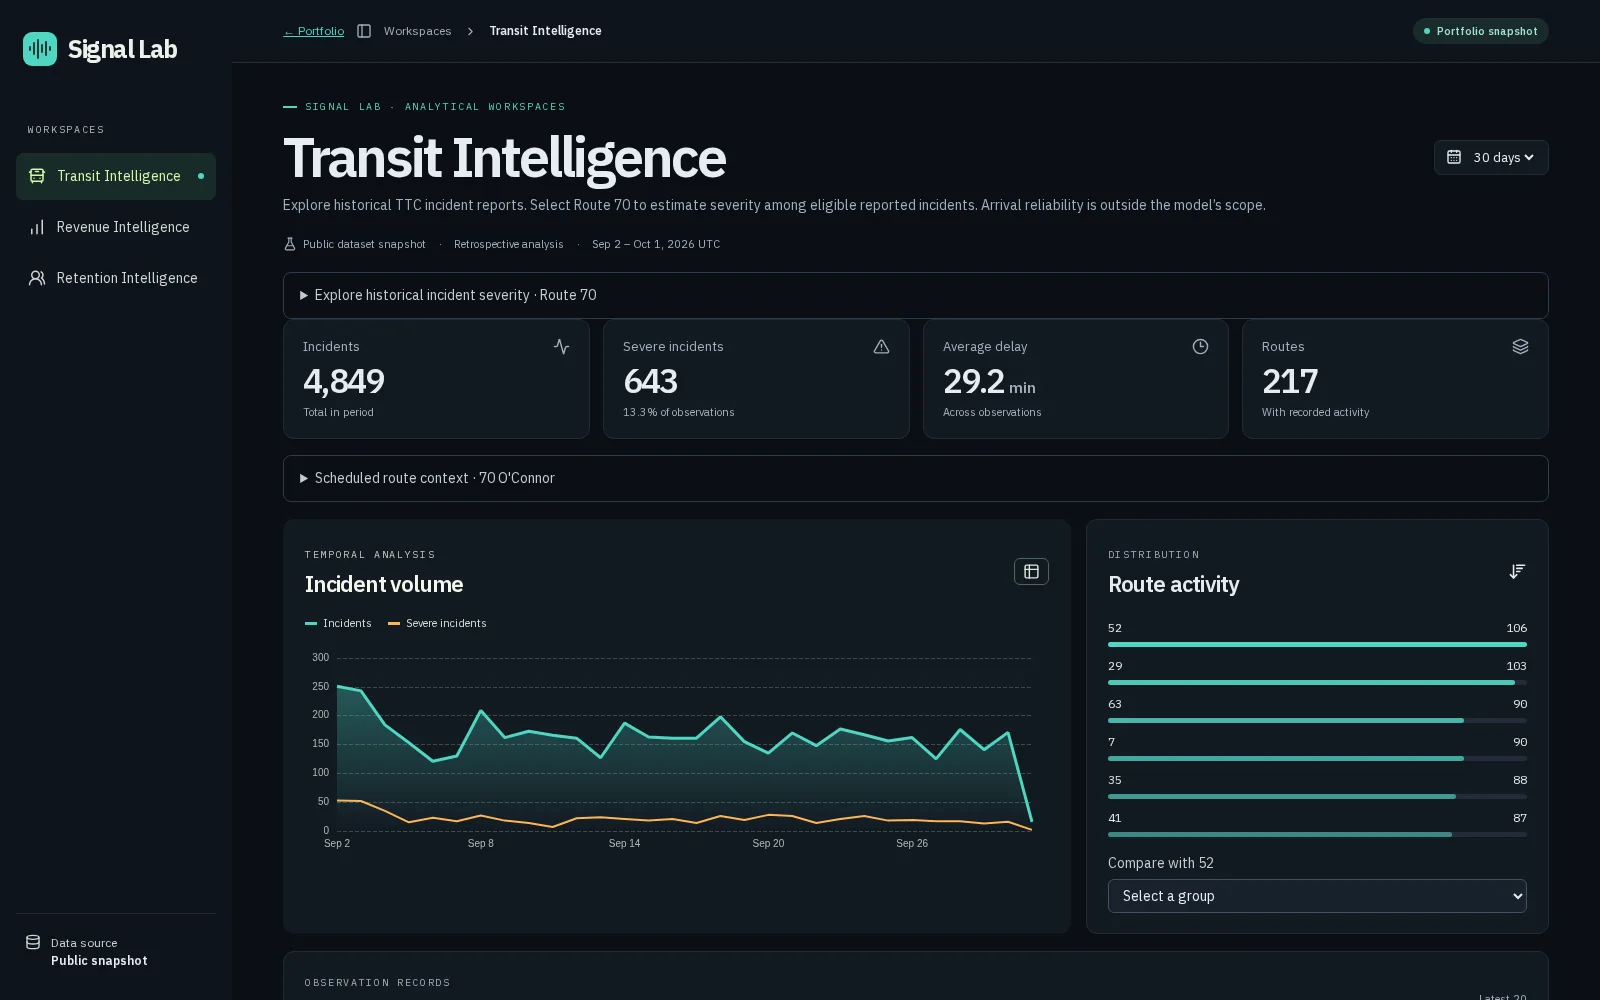 Signal Lab
← Portfolio
Workspaces
Transit Intelligence
Portfolio snapshot
WORKSPACES
Transit Intelligence
Revenue Intelligence
Retention Intelligence
Data source
Public snapshot
SIGNAL LAB · ANALYTICAL WORKSPACES
Transit Intelligence
30 days
Explore historical TTC incident reports. Select Route 70 to estimate severity among eligible reported incidents. Arrival reliability is outside the model's scope.
Public dataset snapshot · Retrospective analysis · Sep 2 – Oct 1, 2026 UTC
Explore historical incident severity · Route 70
Incidents
4,849
Total in period
Severe incidents
643
13.3% of observations
Average delay
29.2 min
Across observations
Routes
217
With recorded activity
Scheduled route context · 70 O'Connor
TEMPORAL ANALYSIS
Incident volume
Incidents
Severe incidents
300
250
200
150
100
50
0
Sep 2
Sep 8
Sep 14
Sep 20
Sep 26
DISTRIBUTION
Route activity
52 106
29 103
63 90
7 90
35 88
41 87
Compare with 52
Select a group
OBSERVATION RECORDS
Latest 20